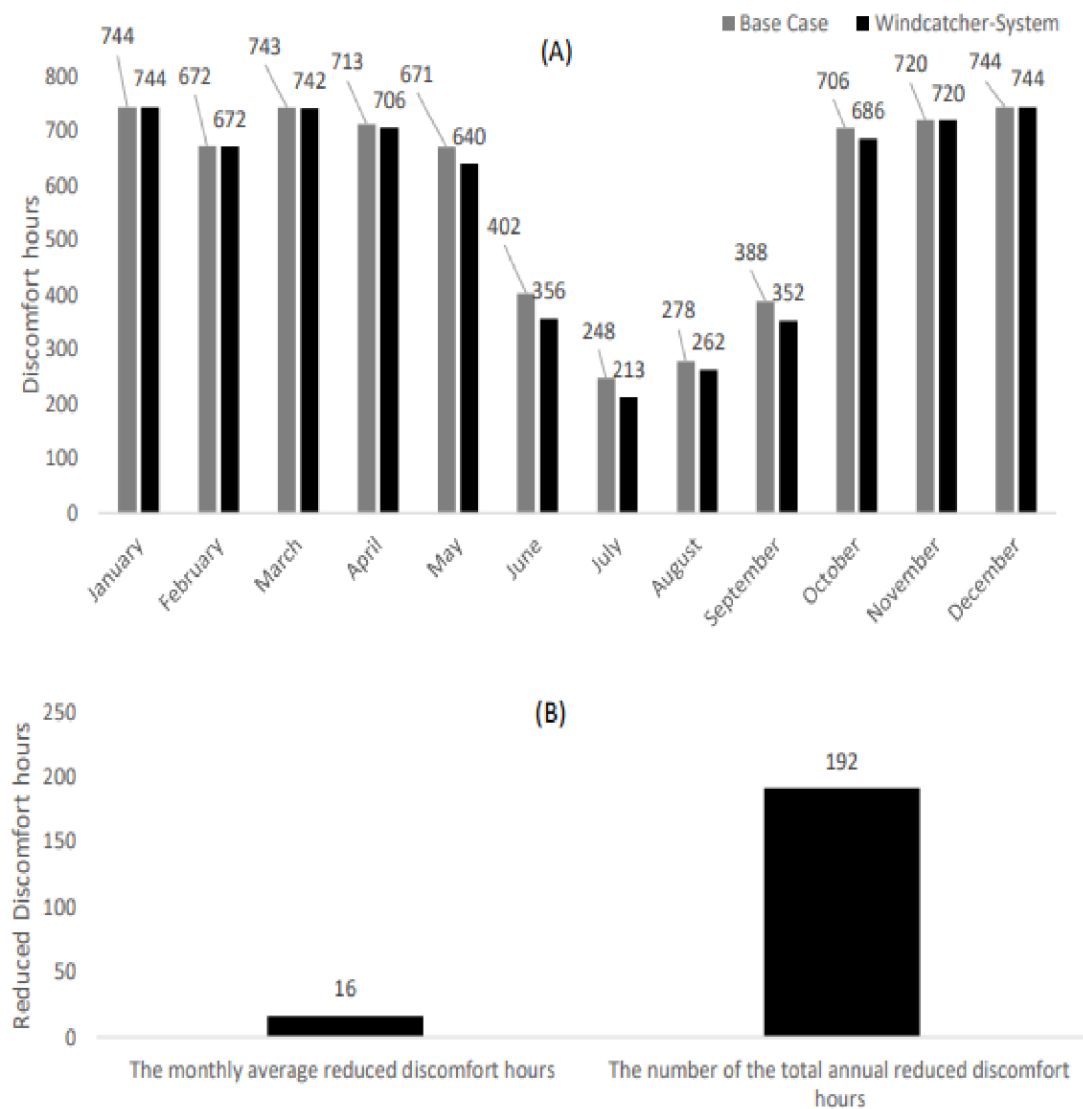 Base Case Windcatcher-System
(A)
744 744 672 672 743 742 713 706 671 640 402 356 248 213 278 262 388 352 706 686 720 720 744 744
Discomfort hours
800
700
600
500
400
300
200
100
0
January February March April May June July August September October November December
(B)
Reduced Discomfort hours
250
200
150
100
50
0
16 192
The monthly average reduced discomfort hours
The number of the total annual reduced discomfort
hours